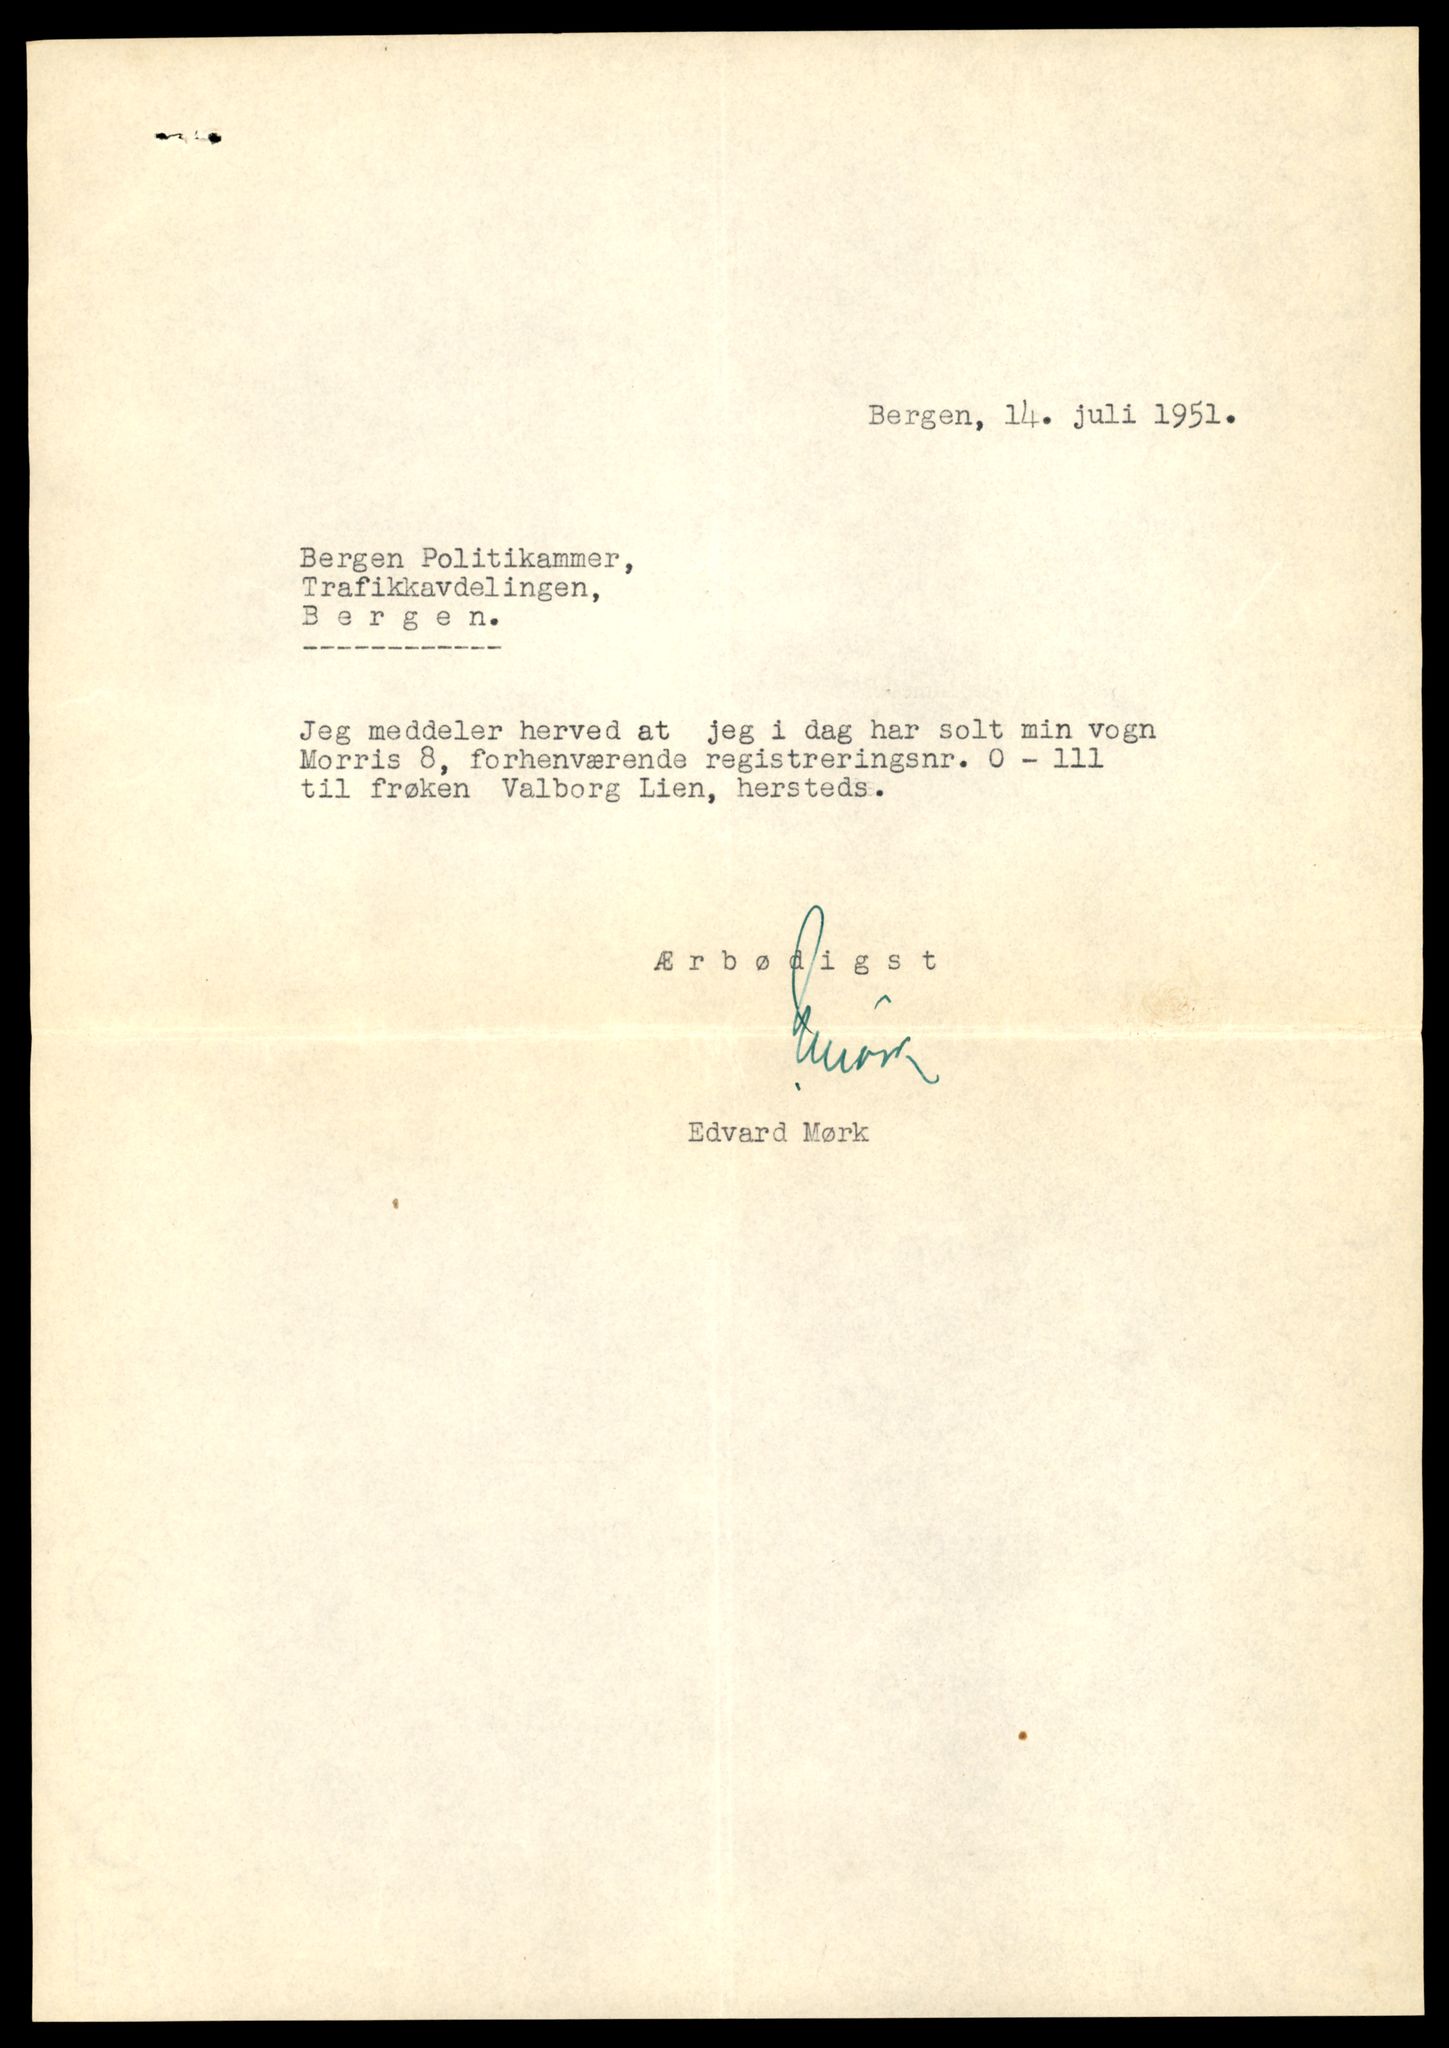 Bergen, 14. juli 1951.
Bergen Politikammer,
Trafikkavdelingen,
B e r g e n.
------------
Jeg meddeler herved at  jeg i dag har solt min vogn
Morris 8, forhenværende registreringsnr. O - 111
til frøken  Valborg Lien, hersteds.
Æ r b ø d i g s t
EMørk
Edvard Mørk